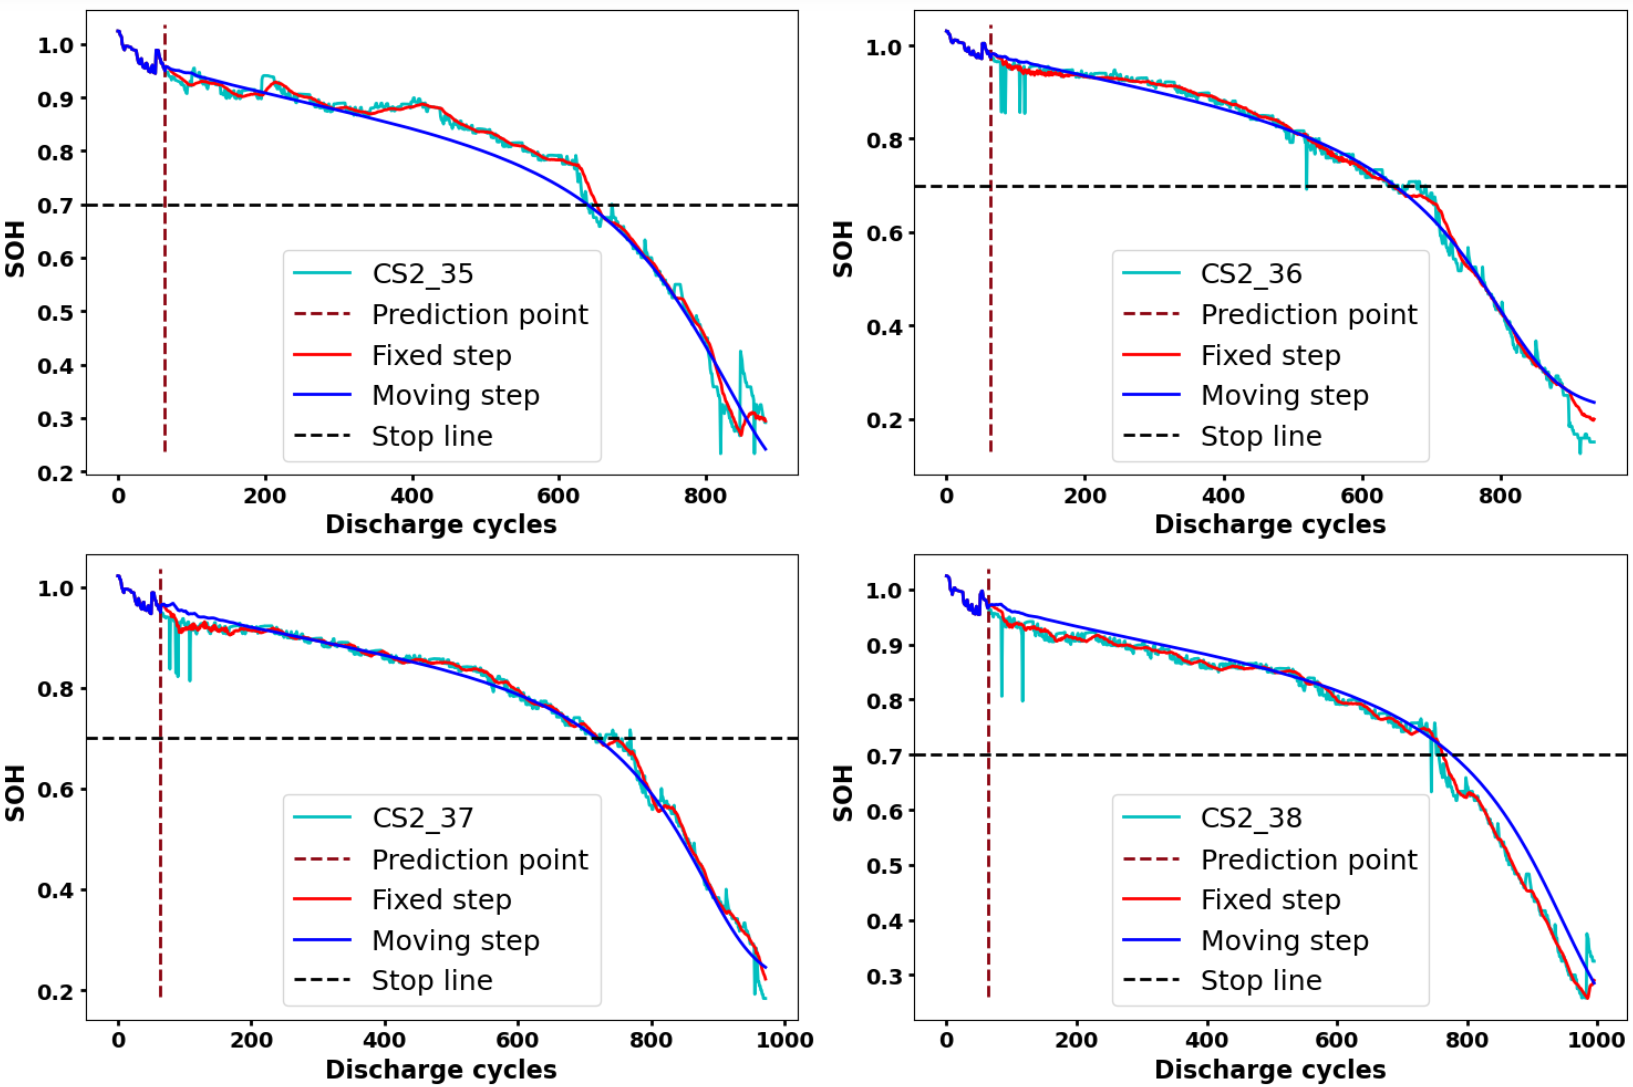 1.0
0.9
0.8
0.7
0.6
0.5
0.4
0.3
0.2
SOH
CS2_35
Prediction point
Fixed step
Moving step
Stop line
0 200 400 600 800
Discharge cycles
1.0
0.8
0.6
0.4
0.2
SOH
CS2_36
Prediction point
Fixed step
Moving step
Stop line
0 200 400 600 800
Discharge cycles
1.0
0.8
0.6
0.4
0.2
SOH
CS2_37
Prediction point
Fixed step
Moving step
Stop line
0 200 400 600 800 1000
Discharge cycles
1.0
0.9
0.8
0.7
0.6
0.5
0.4
0.3
SOH
CS2_38
Prediction point
Fixed step
Moving step
Stop line
0 200 400 600 800 1000
Discharge cycles